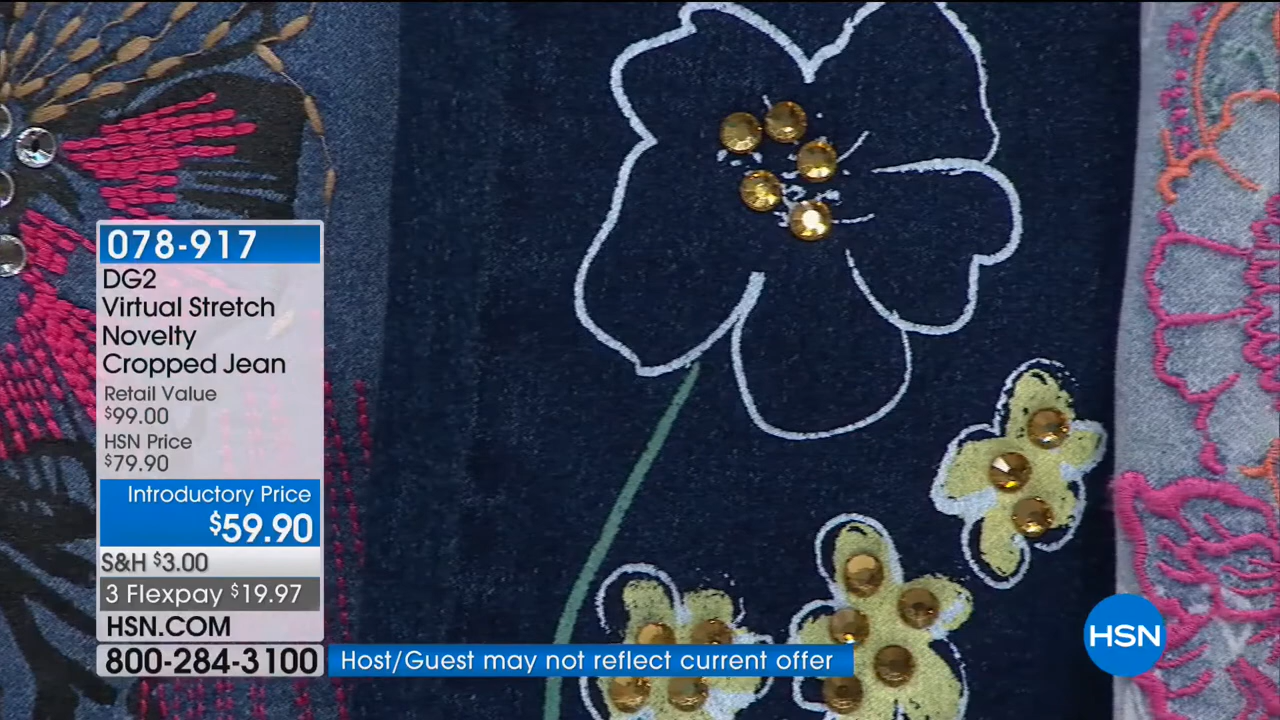 078-917
DG2
Virtual Stretch
Novelty
Cropped Jean
Retail Value
$99.00
HSN Price
$79.90
Introductory Price
$59.90
S&H $3.00
3 Flexpay $19.97
HSN.COM
800-284-3100
Host/Guest may not reflect current offer
HSN